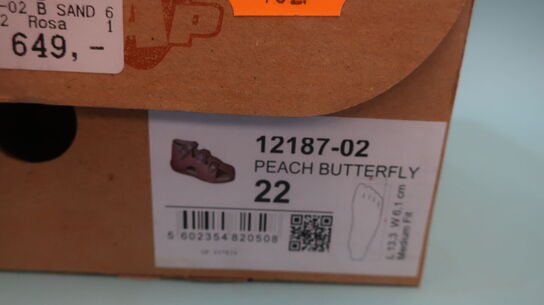 -02 B SAND 6
2 Rosa 1
649,-
AP
12187-02
PEACH BUTTERFLY
22
5 602354 820508
L 13,3 W 6,1 cm
Medium Fit